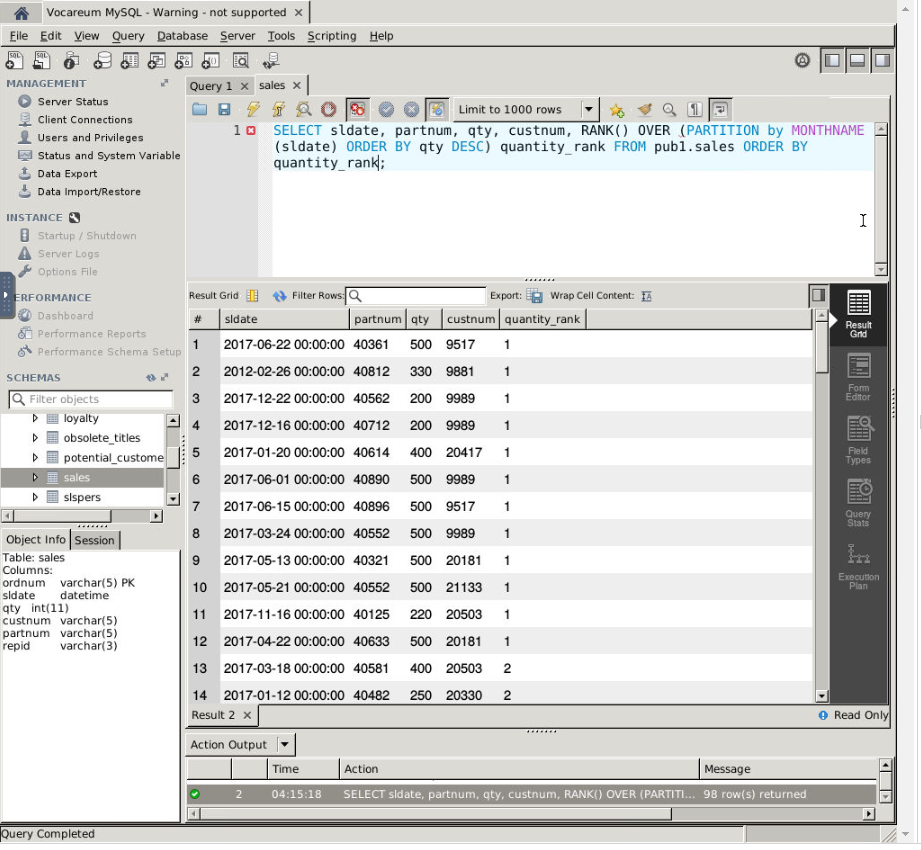 Vocareum MySQL - Warning - not supported ×
File Edit View Query Database Server Tools Scripting Help
MANAGEMENT
Server Status
Client Connections
Users and Privileges
Status and System Variable
Data Export
Data Import/Restore
INSTANCE
Startup / Shutdown
Server Logs
Options File
ERFORMANCE
Dashboard
Performance Reports
Performance Schema Setup
SCHEMAS
Filter objects
loyalty
obsolete_titles
potential_custome
sales
slspers
Object Info Session
Table: sales
Columns:
ordnum varchar(5) PK
sldate datetime
qty int(11)
custnum varchar(5)
partnum varchar(5)
repid varchar(3)
Query 1 × sales ×
Limit to 1000 rows
1 SELECT sldate, partnum, qty, custnum, RANK() OVER (PARTITION by MONTHNAME
(sldate) ORDER BY qty DESC) quantity_rank FROM pub1.sales ORDER BY
quantity_rank;
Result Grid Filter Rows: Export: Wrap Cell Content:
# sldate partnum qty custnum quantity_rank
1 2017-06-22 00:00:00 40361 500 9517 1
2 2012-02-26 00:00:00 40812 330 9881 1
3 2017-12-22 00:00:00 40562 200 9989 1
4 2017-12-16 00:00:00 40712 200 9989 1
5 2017-01-20 00:00:00 40614 400 20417 1
6 2017-06-01 00:00:00 40890 500 9989 1
7 2017-06-15 00:00:00 40896 500 9517 1
8 2017-03-24 00:00:00 40552 500 9989 1
9 2017-05-13 00:00:00 40321 500 20181 1
10 2017-05-21 00:00:00 40552 500 21133 1
11 2017-11-16 00:00:00 40125 220 20503 1
12 2017-04-22 00:00:00 40633 500 20181 1
13 2017-03-18 00:00:00 40581 400 20503 2
14 2017-01-12 00:00:00 40482 250 20330 2
Result
Grid
Form
Editor
Field
Types
Query
Stats
Execution
Plan
Result 2 × Read Only
Action Output
Time Action Message
2 04:15:18 SELECT sldate, partnum, qty, custnum, RANK() OVER (PARTITI... 98 row(s) returned
Query Completed